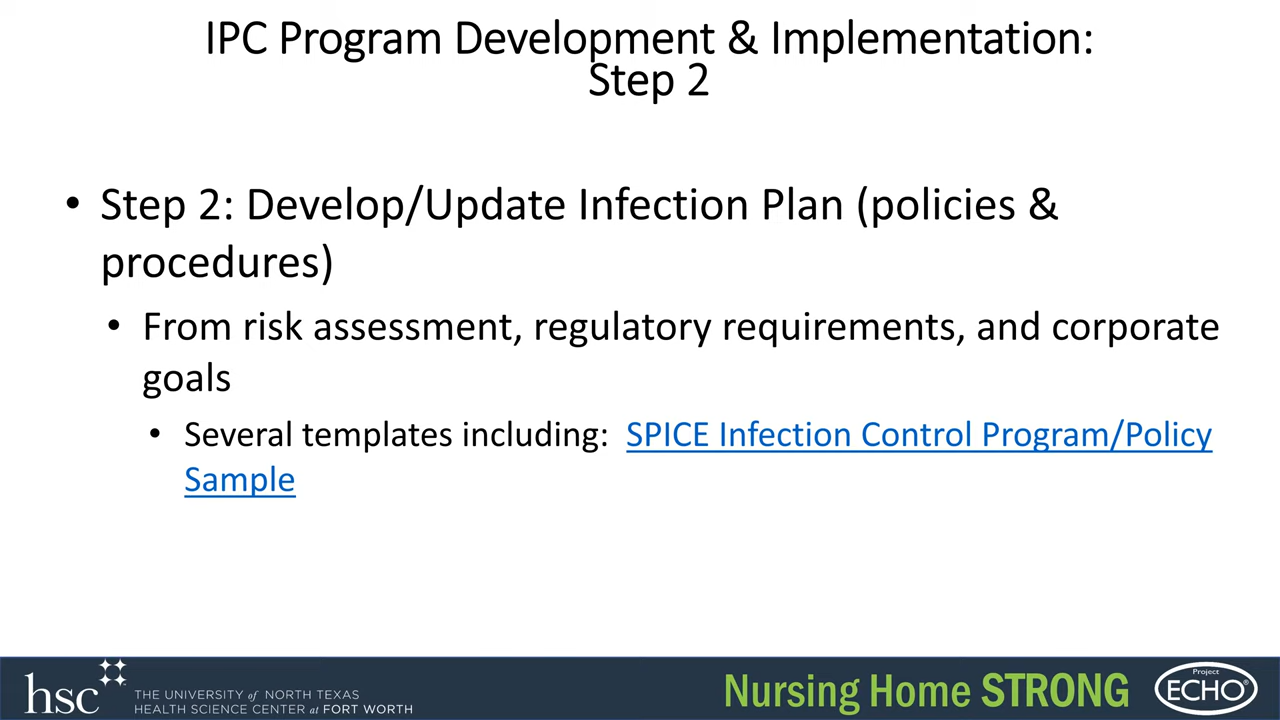 IPC Program Development & Implementation:
Step 2
• Step 2: Develop/Update Infection Plan (policies &
procedures)
• From risk assessment, regulatory requirements, and corporate
goals
• Several templates including: SPICE Infection Control Program/Policy
Sample
hsc
THE UNIVERSITY of NORTH TEXAS
HEALTH SCIENCE CENTER at FORT WORTH
Nursing Home STRONG
Project
ECHO®